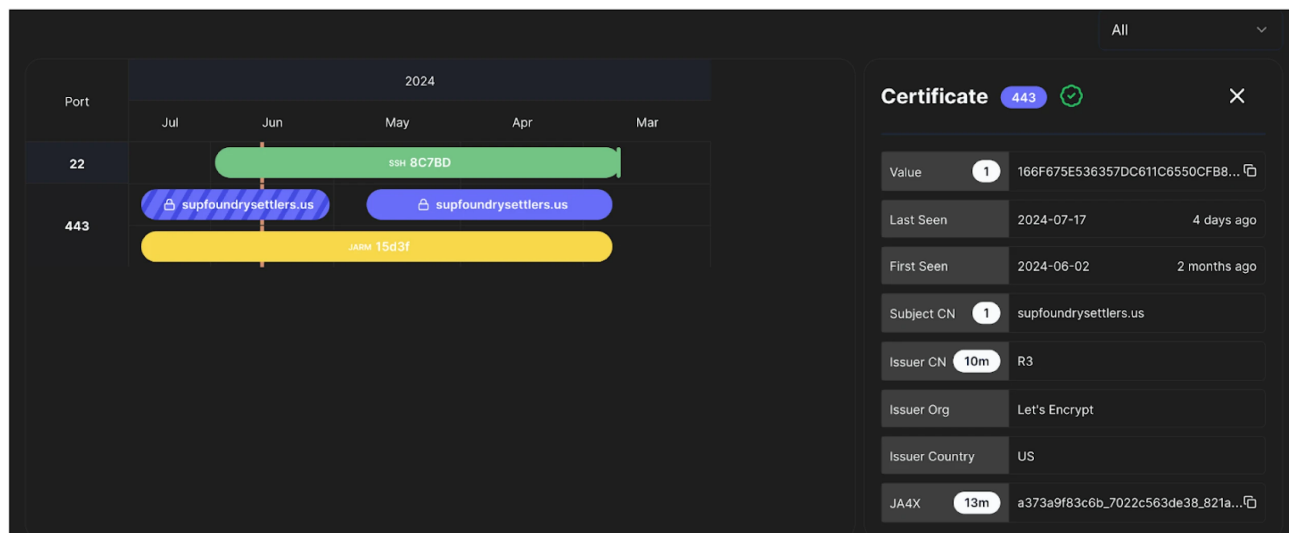 All
Port
2024
Jul Jun May Apr Mar
22
SSH 8C7BD
443
supfoundrysettlers.us supfoundrysettlers.us
JARM 15d3f
Certificate 443
Value 1 166F675E536357DC611C6550CFB8...
Last Seen 2024-07-17 4 days ago
First Seen 2024-06-02 2 months ago
Subject CN 1 supfoundrysettlers.us
Issuer CN 10m R3
Issuer Org Let's Encrypt
Issuer Country US
JA4X 13m a373a9f83c6b_7022c563de38_821a...